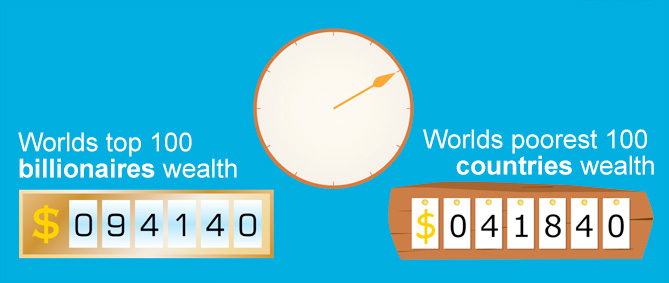 Worlds top 100
billionaires wealth
$ 094140
Worlds poorest 100
countries wealth
$ 041840